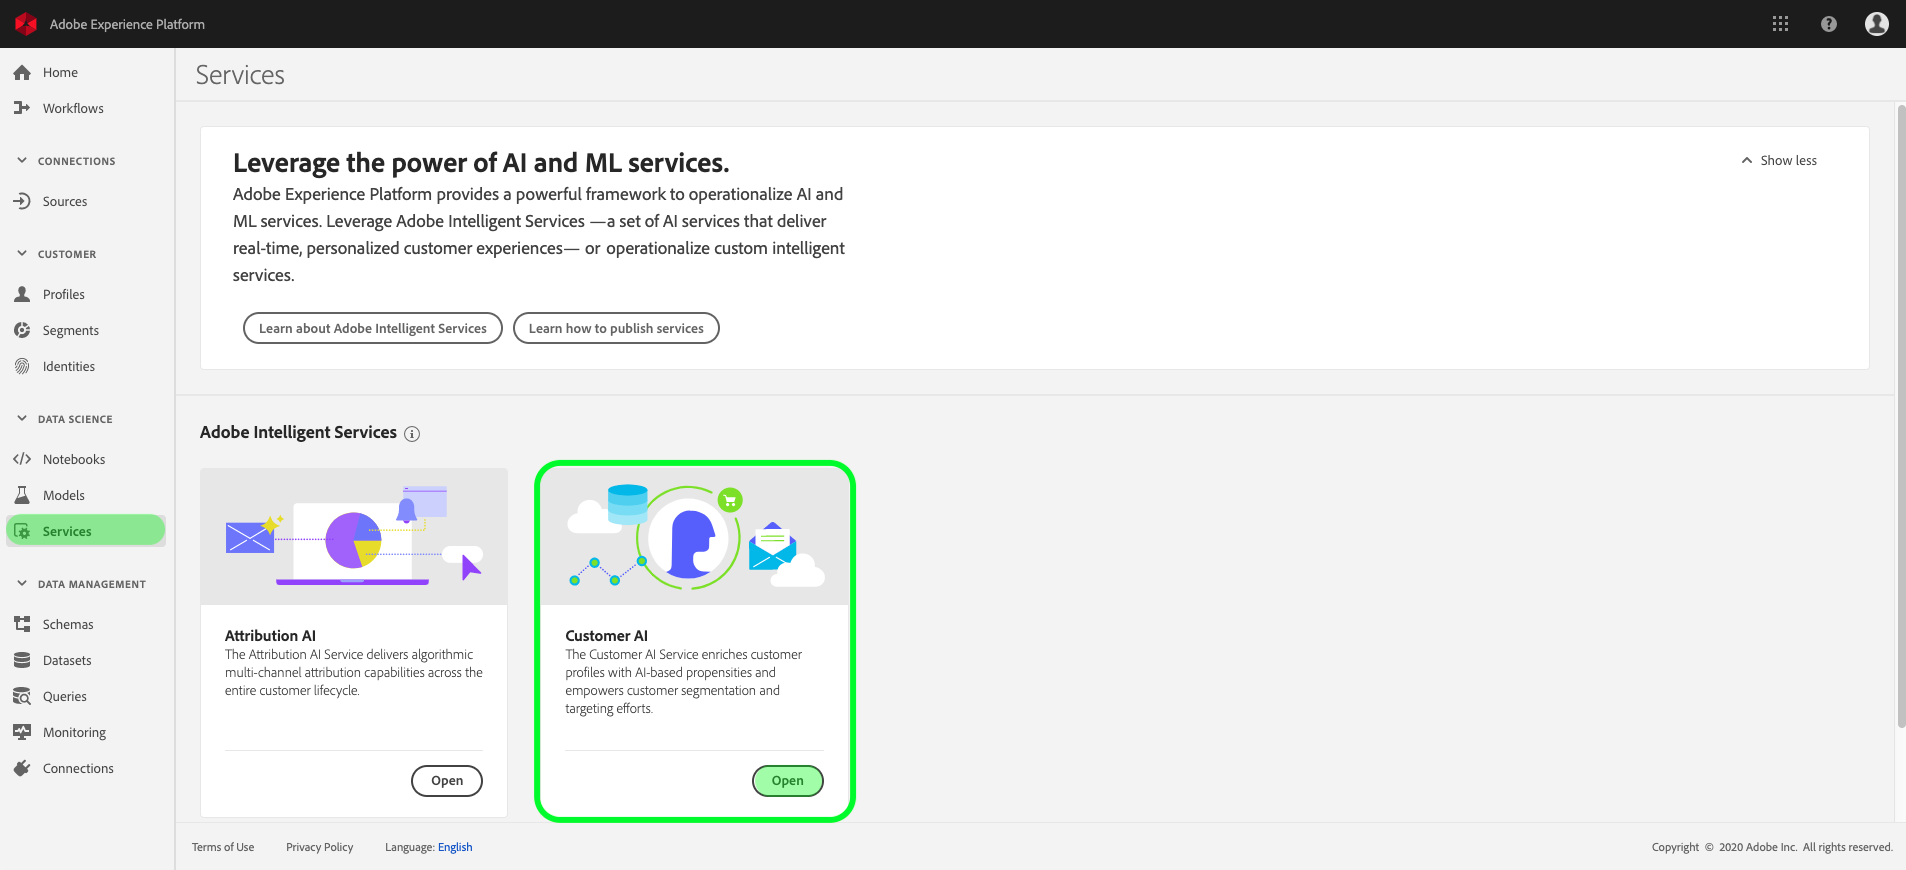 Adobe Experience Platform
Home
Workflows
CONNECTIONS
Sources
CUSTOMER
Profiles
Segments
Identities
DATA SCIENCE
Notebooks
Models
Services
DATA MANAGEMENT
Schemas
Datasets
Queries
Monitoring
Connections
Services
Leverage the power of AI and ML services.
Show less
Adobe Experience Platform provides a powerful framework to operationalize AI and
ML services. Leverage Adobe Intelligent Services —a set of AI services that deliver
real-time, personalized customer experiences— or operationalize custom intelligent
services.
Learn about Adobe Intelligent Services
Learn how to publish services
Adobe Intelligent Services
Attribution AI
The Attribution AI Service delivers algorithmic
multi-channel attribution capabilities across the
entire customer lifecycle.
Open
Customer AI
The Customer AI Service enriches customer
profiles with AI-based propensities and
empowers customer segmentation and
targeting efforts.
Open
Terms of Use
Privacy Policy
Language: English
Copyright © 2020 Adobe Inc. All rights reserved.